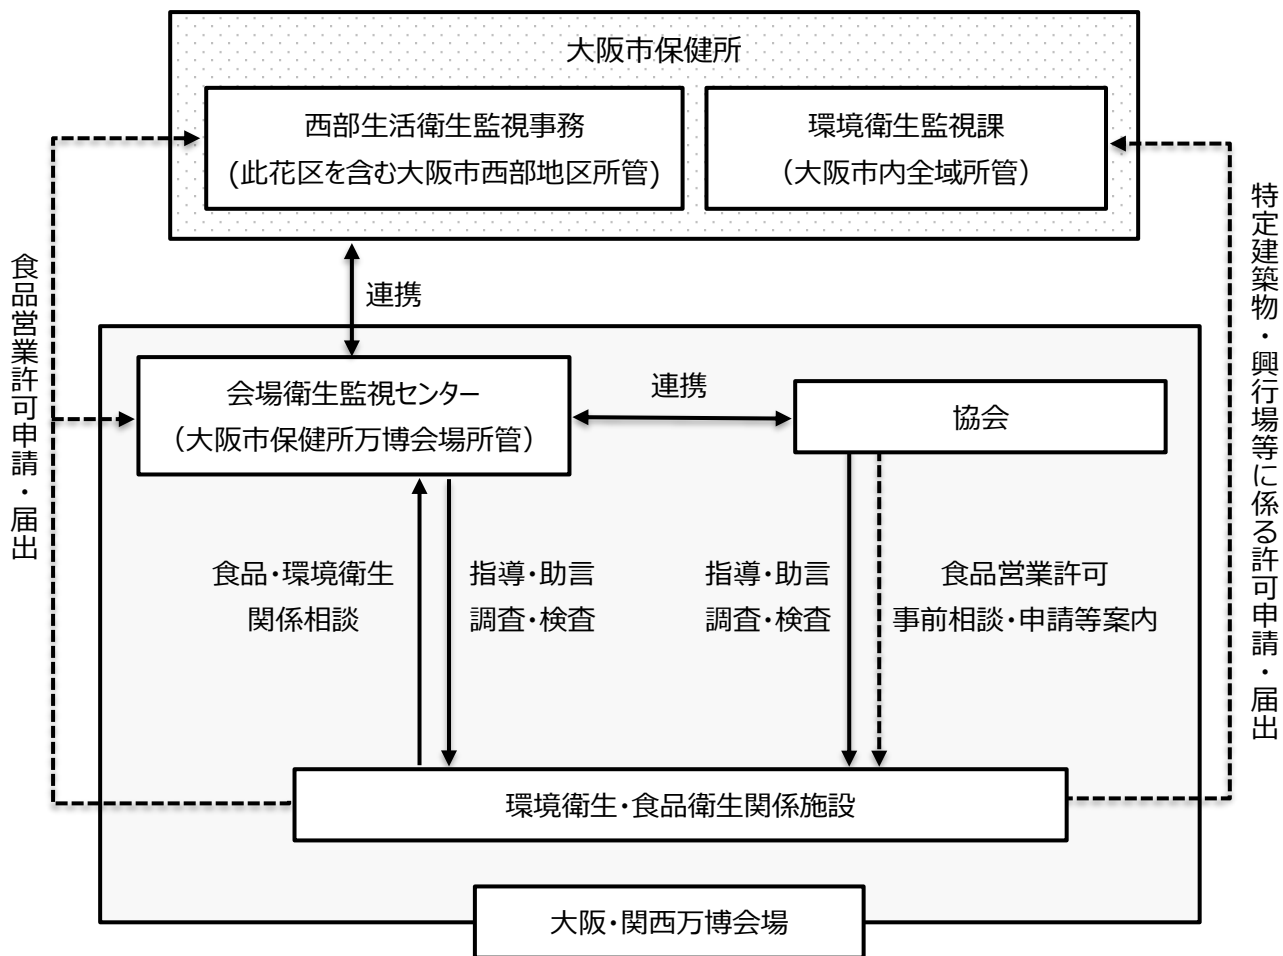 大阪市保健所
西部生活衛生監視事務
(此花区を含む大阪市西部地区所管)
環境衛生監視課
（大阪市内全域所管）
食品営業許可申請・届出
特定建築物・興行場等に係る許可申請・届出
連携
会場衛生監視センター
（大阪市保健所万博会場所管）
連携
協会
食品・環境衛生
関係相談
指導・助言
調査・検査
指導・助言
調査・検査
食品営業許可
事前相談・申請等案内
環境衛生・食品衛生関係施設
大阪・関西万博会場